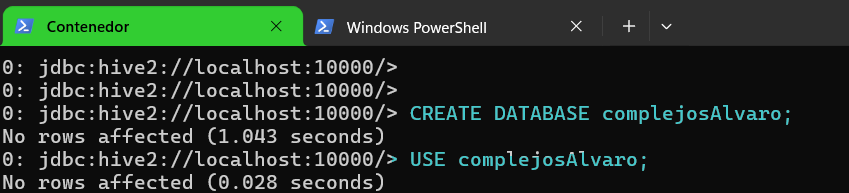 Contenedor
Windows PowerShell
0: jdbc:hive2://localhost:10000/>
0: jdbc:hive2://localhost:10000/>
0: jdbc:hive2://localhost:10000/> CREATE DATABASE complejosAlvaro;
No rows affected (1.043 seconds)
0: jdbc:hive2://localhost:10000/> USE complejosAlvaro;
No rows affected (0.028 seconds)